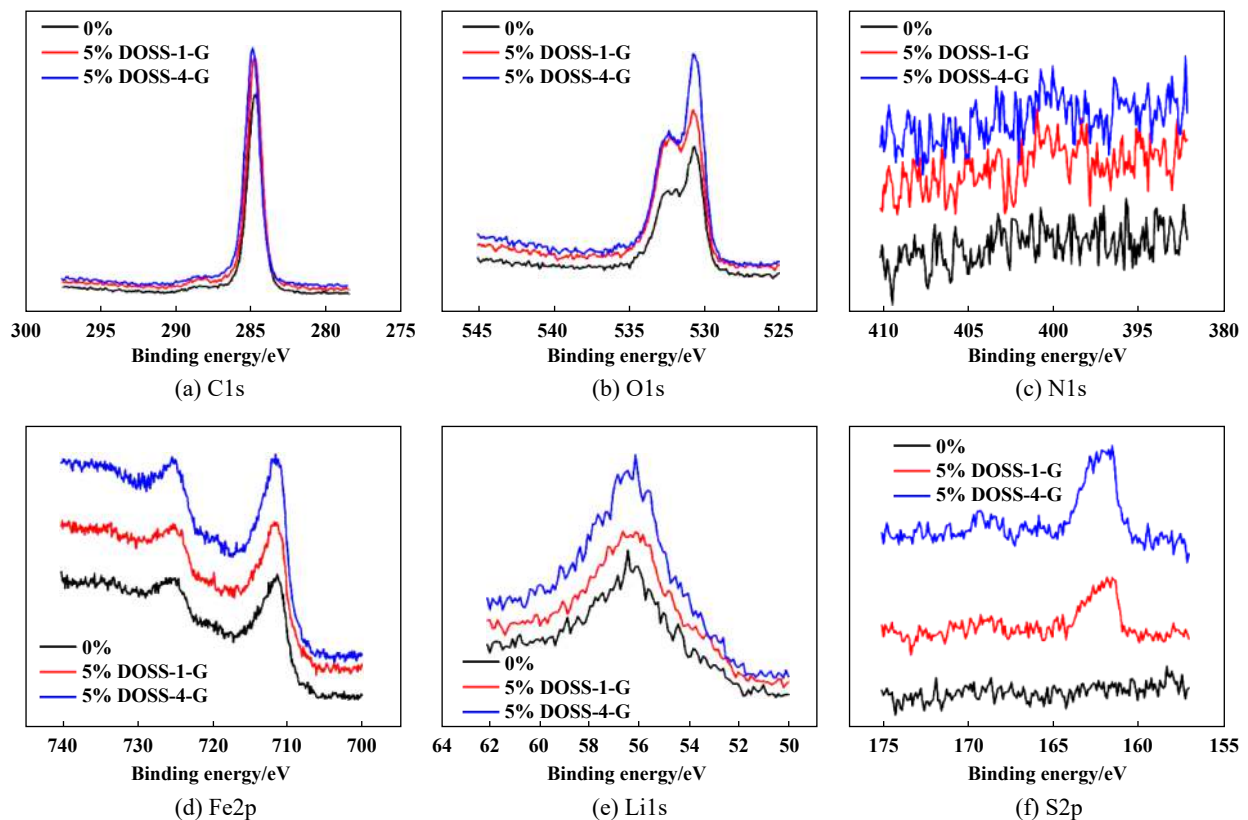 0%
5% DOSS-1-G
5% DOSS-4-G
300 295 290 285 280 275
Binding energy/eV
(a) C1s
0%
5% DOSS-1-G
5% DOSS-4-G
545 540 535 530 525
Binding energy/eV
(b) O1s
0%
5% DOSS-1-G
5% DOSS-4-G
410 405 400 395 380
Binding energy/eV
(c) N1s
0%
5% DOSS-1-G
5% DOSS-4-G
740 730 720 710 700
Binding energy/eV
(d) Fe2p
0%
5% DOSS-1-G
5% DOSS-4-G
64 62 60 58 56 54 52 50
Binding energy/eV
(e) Li1s
0%
5% DOSS-1-G
5% DOSS-4-G
175 170 165 160 155
Binding energy/eV
(f) S2p